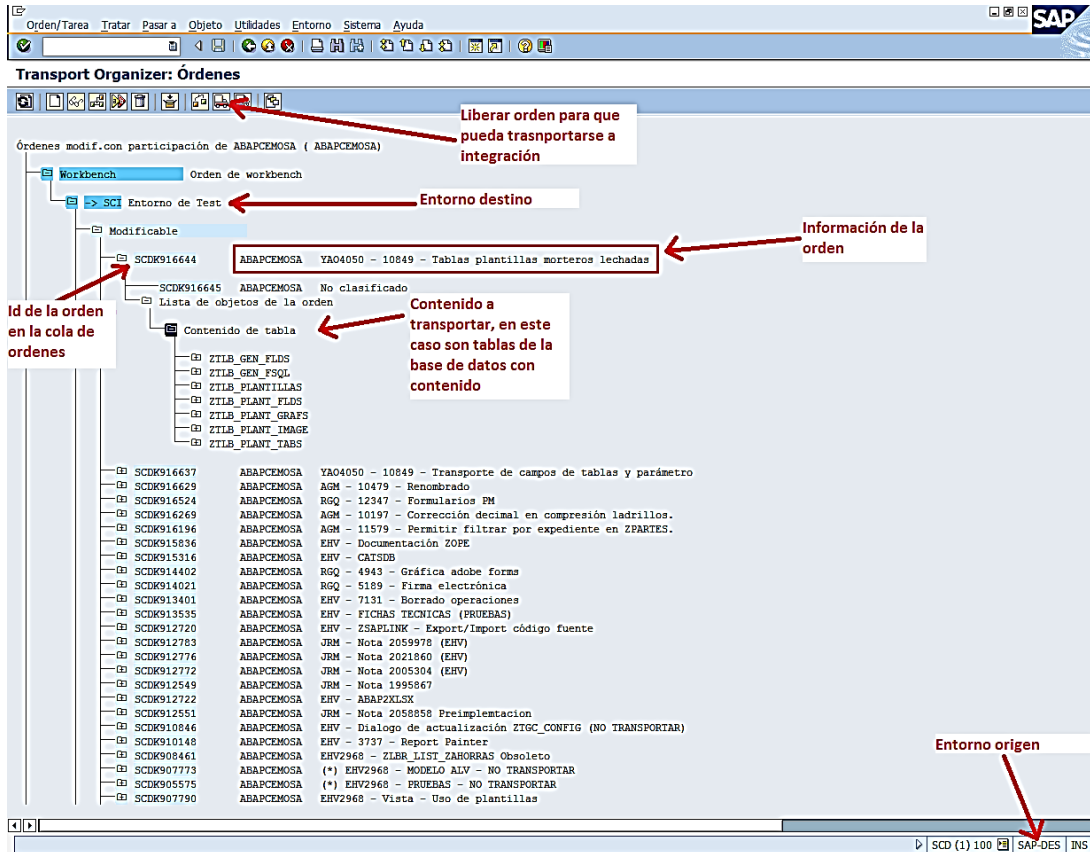 Orden/Tarea Tratar Pasar a Objeto Utilidades Entorno Sistema Ayuda
SAP
Transport Organizer: Órdenes
Liberar orden para que
pueda trasnportarse a
integración
Órdenes modif.con participación de ABAPCEMOSA ( ABAPCEMOSA)
Workbench Orden de workbench
-> SCI Entorno de Test
Entorno destino
Modificable
Información de la
orden
SCDK916644 ABAPCEMOSA YAO4050 - 10849 - Tablas plantillas morteros lechadas
SCDK916645 ABAPCEMOSA No clasificado
Lista de objetos de la orden
Id de la orden
en la cola de
ordenes
Contenido a
transportar, en este
caso son tablas de la
base de datos con
contenido
Contenido de tabla
ZTLB_GEN_FLDS
ZTLB_GEN_FSQL
ZTLB_PLANTILLAS
ZTLB_PLANT_FLDS
ZTLB_PLANT_GRAFS
ZTLB_PLANT_IMAGE
ZTLB_PLANT_TABS
SCDK916637 ABAPCEMOSA YAO4050 - 10849 - Transporte de campos de tablas y parámetro
SCDK916629 ABAPCEMOSA AGM - 10479 - Renombrado
SCDK916524 ABAPCEMOSA RGQ - 12347 - Formularios PM
SCDK916269 ABAPCEMOSA AGM - 10197 - Corrección decimal en compresión ladrillos.
SCDK916196 ABAPCEMOSA AGM - 11579 - Permitir filtrar por expediente en ZPARTES.
SCDK915836 ABAPCEMOSA EHV - Documentación ZOPE
SCDK915316 ABAPCEMOSA EHV - CATSDB
SCDK914402 ABAPCEMOSA RGQ - 4943 - Gráfica adobe forms
SCDK914021 ABAPCEMOSA RGQ - 5189 - Firma electrónica
SCDK913401 ABAPCEMOSA EHV - 7131 - Borrado operaciones
SCDK913535 ABAPCEMOSA EHV - FICHAS TECNICAS (PRUEBAS)
SCDK912720 ABAPCEMOSA EHV - ZSAPLINK - Export/Import código fuente
SCDK912783 ABAPCEMOSA JRM - Nota 2059978 (EHV)
SCDK912776 ABAPCEMOSA JRM - Nota 2021860 (EHV)
SCDK912772 ABAPCEMOSA JRM - Nota 2005304 (EHV)
SCDK912549 ABAPCEMOSA JRM - Nota 1995867
SCDK912722 ABAPCEMOSA EHV - ABAP2XLSX
SCDK912551 ABAPCEMOSA JRM - Nota 2058858 Preimplemtacion
SCDK910846 ABAPCEMOSA EHV - Dialogo de actualización ZTGC_CONFIG (NO TRANSPORTAR)
SCDK910148 ABAPCEMOSA EHV - 3737 - Report Painter
SCDK908461 ABAPCEMOSA EHV2968 - ZLBR_LIST_ZAHORRAS Obsoleto
SCDK907773 ABAPCEMOSA (*) EHV2968 - MODELO ALV - NO TRANSPORTAR
SCDK905575 ABAPCEMOSA (*) EHV2968 - PRUEBAS - NO TRANSPORTAR
SCDK907790 ABAPCEMOSA EHV2968 - Vista - Uso de plantillas
Entorno origen
SCD (1) 100 SAP-DES INS